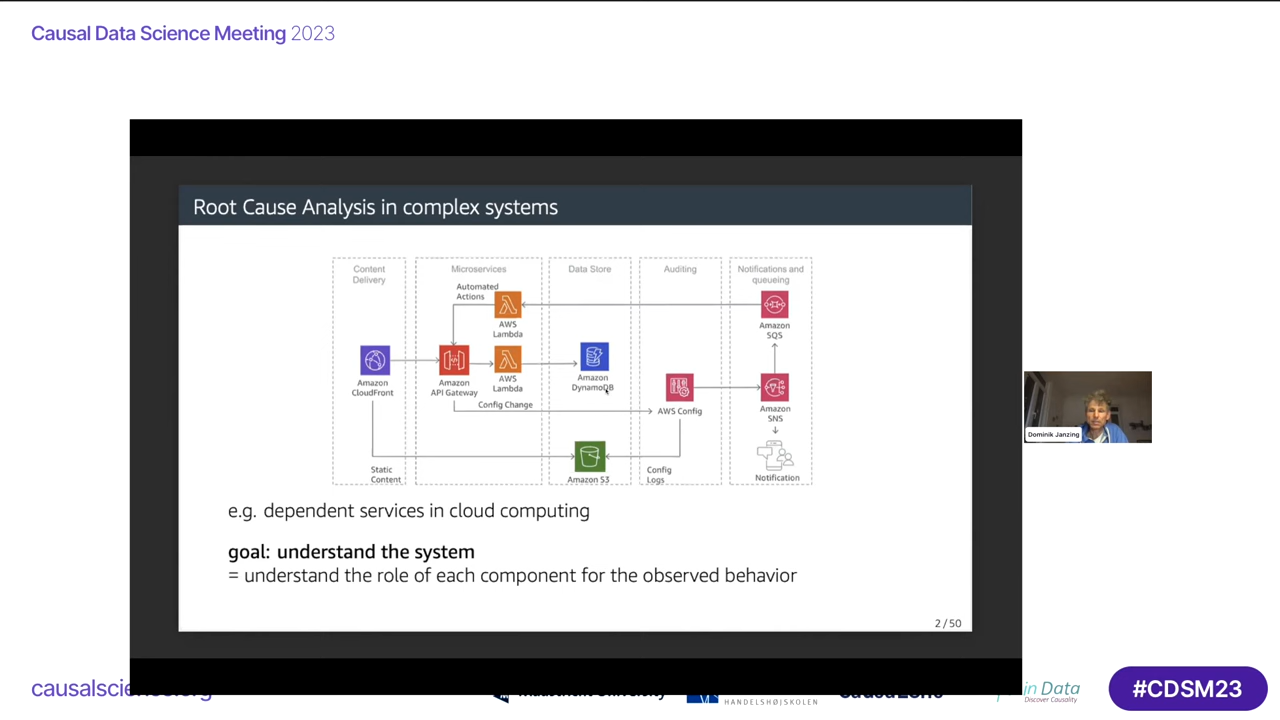 Causal Data Science Meeting 2023
Root Cause Analysis in complex systems
Content
Delivery
Microservices
Data Store
Auditing
Notifications and
queueing
Automated
Actions
AWS
Lambda
Amazon
SQS
Amazon
CloudFront
Amazon
API Gateway
AWS
Lambda
Amazon
DynamoDB
Config Change
AWS Config
Amazon
SNS
Static
Content
Amazon S3
Config
Logs
Notification
e.g. dependent services in cloud computing
goal: understand the system
= understand the role of each component for the observed behavior
2 / 50
Dominik Janzing
HANDELSHØJSKOLEN
Data
Discover Causality
#CDSM23